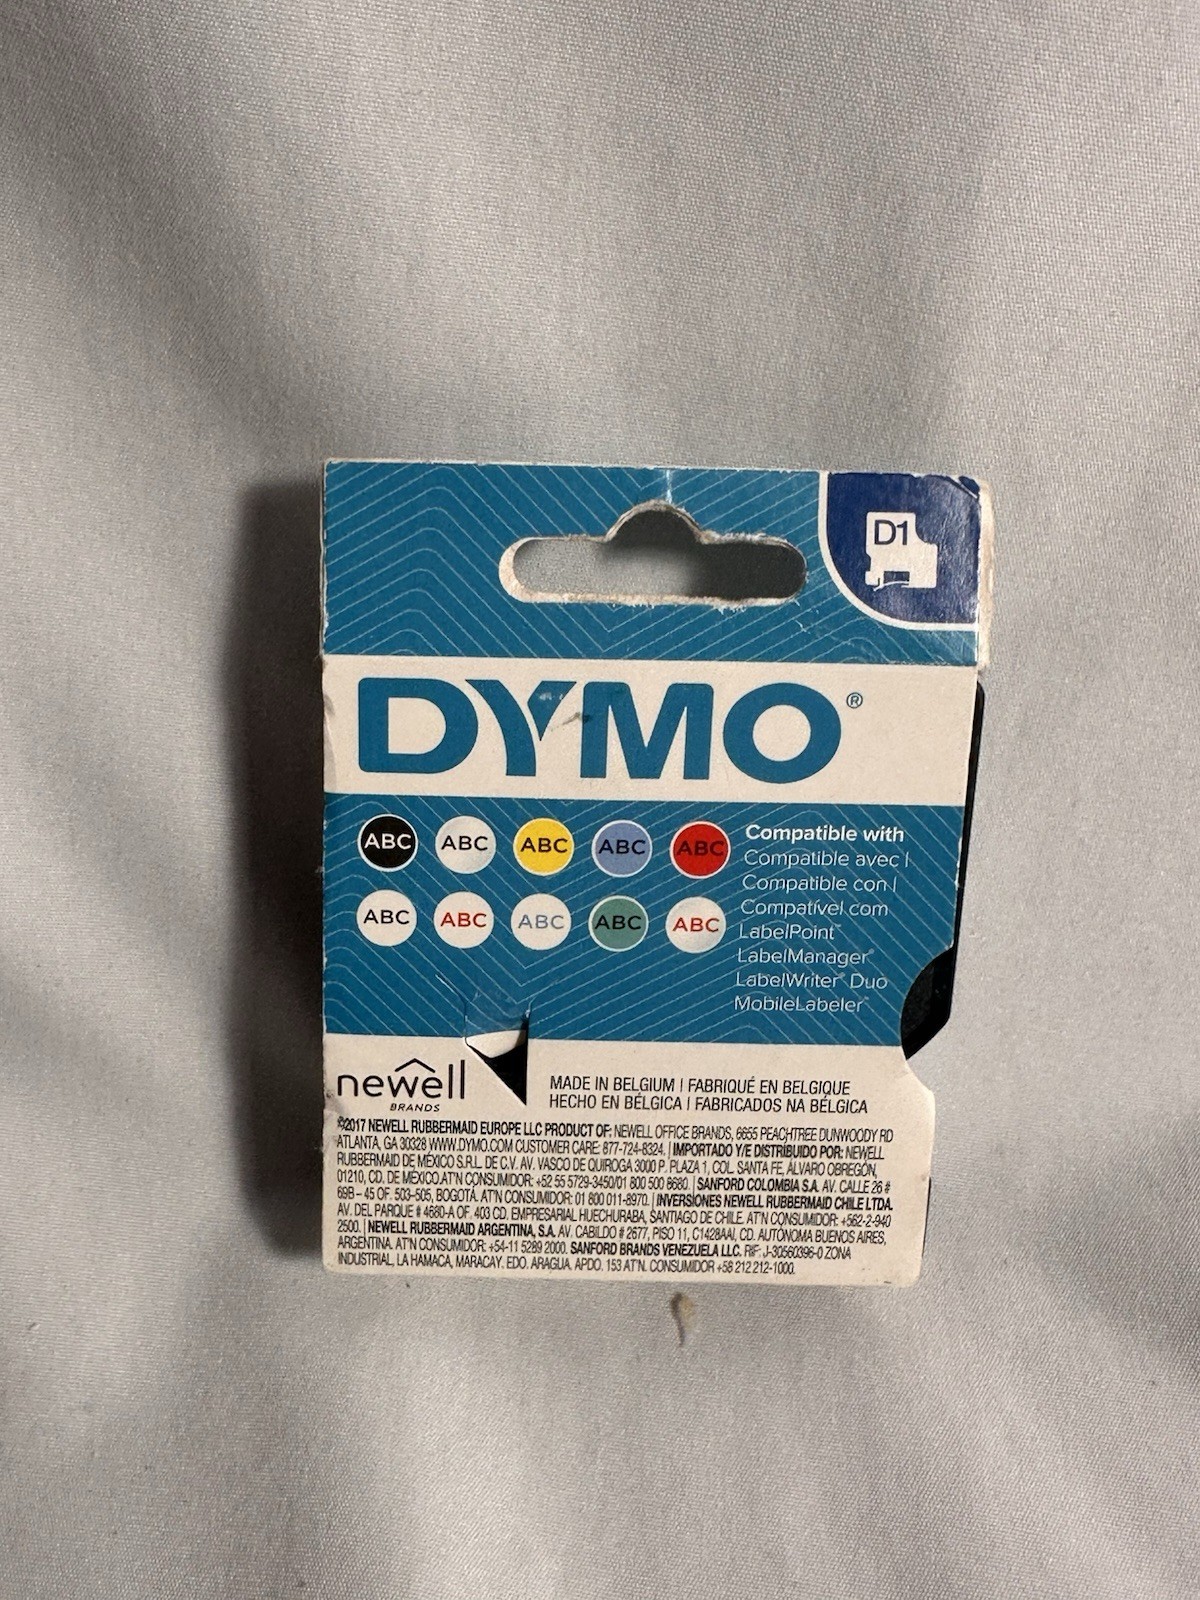 D1
DYMO®
ABC ABC ABC ABC ABC
ABC ABC ABC ABC ABC
Compatible with
Compatible avec |
Compatible con |
Compatível com
LabelPoint™
LabelManager®
LabelWriter® Duo
MobileLabeler™
newell
BRANDS
MADE IN BELGIUM | FABRIQUÉ EN BELGIQUE
HECHO EN BÉLGICA | FABRICADOS NA BÉLGICA
©2017 NEWELL RUBBERMAID EUROPE LLC PRODUCT OF: NEWELL OFFICE BRANDS, 6655 PEACHTREE DUNWOODY RD
ATLANTA, GA 30328 WWW.DYMO.COM CUSTOMER CARE: 877-724-8324. | IMPORTADO Y/E DISTRIBUIDO POR: NEWELL
RUBBERMAID DE MÉXICO S.R.L. DE C.V. AV. VASCO DE QUIROGA 3000 P. PLAZA 1, COL. SANTA FE, ÁLVARO OBREGÓN,
01210, CD. DE MÉXICO.AT'N CONSUMIDOR: +52 55 5729-3450/01 800 500 8680. | SANFORD COLOMBIA S.A. AV. CALLE 26 #
69B – 45 OF. 503-505, BOGOTÁ. AT'N CONSUMIDOR: 01 800 011-8970. | INVERSIONES NEWELL RUBBERMAID CHILE LTDA.
AV. DEL PARQUE # 4680-A OF. 403 CD. EMPRESARIAL HUECHURABA, SANTIAGO DE CHILE. AT'N CONSUMIDOR: +562-2-940
2500. | NEWELL RUBBERMAID ARGENTINA, S.A. AV. CABILDO # 2677, PISO 11, C1428AAI, CD. AUTÓNOMA BUENOS AIRES,
ARGENTINA. AT'N CONSUMIDOR: +54-11 5289 2000. SANFORD BRANDS VENEZUELA LLC. RIF: J-30560396-0 ZONA
INDUSTRIAL, LA HAMACA, MARACAY. EDO. ARAGUA. APDO. 153 AT'N. CONSUMIDOR +58 212 212-1000.